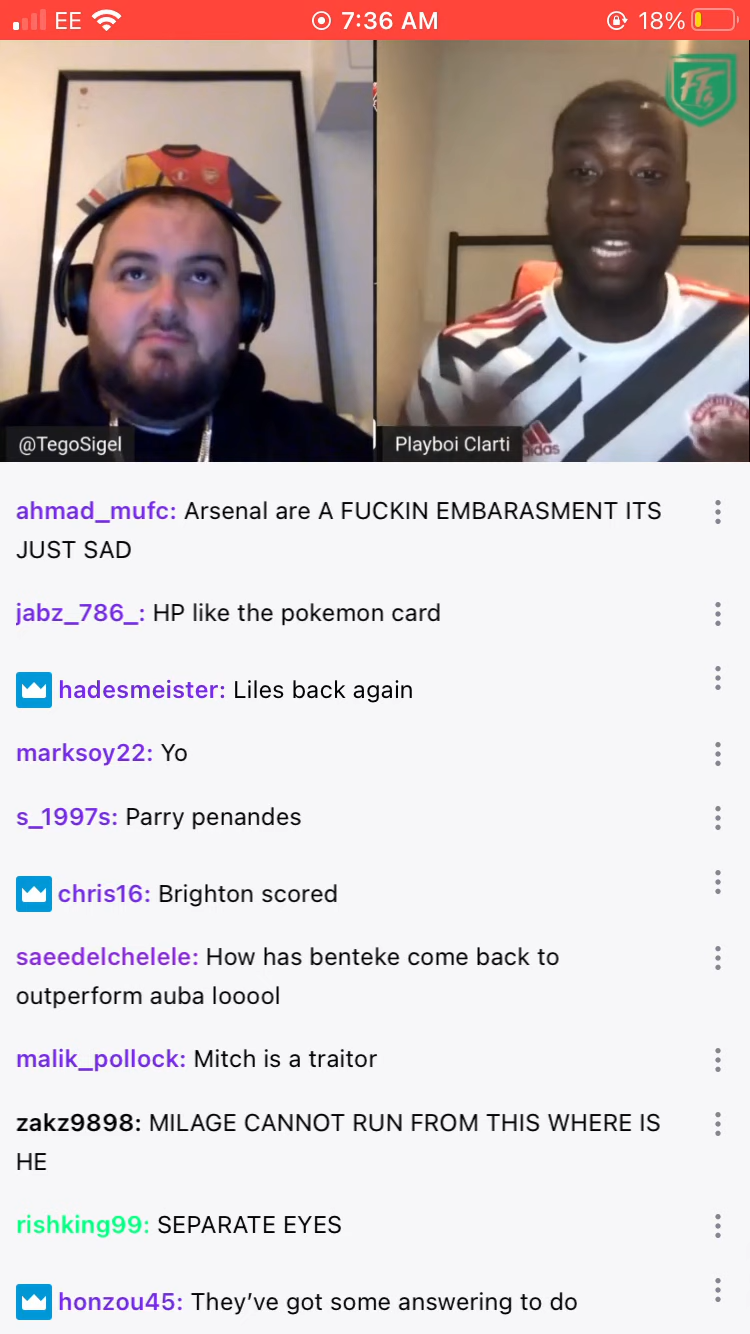 EE 7:36 AM 18%
FFs
@TegoSigel
Playboi Clarti
adidas
ahmad_mufc: Arsenal are A FUCKIN EMBARASMENT ITS
JUST SAD
jabz_786_: HP like the pokemon card
hadesmeister: Liles back again
marksoy22: Yo
s_1997s: Parry penandes
chris16: Brighton scored
saeedelchelele: How has benteke come back to
outperform auba looool
malik_pollock: Mitch is a traitor
zakz9898: MILAGE CANNOT RUN FROM THIS WHERE IS
HE
rishking99: SEPARATE EYES
honzou45: They’ve got some answering to do